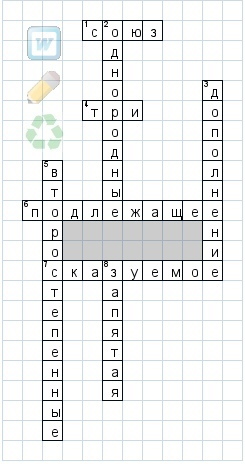 W
1 союз
2 однородные
3 дополнение
4 три
5 второстепенные
6 подлежащее
7 сказуемое
8 запятая